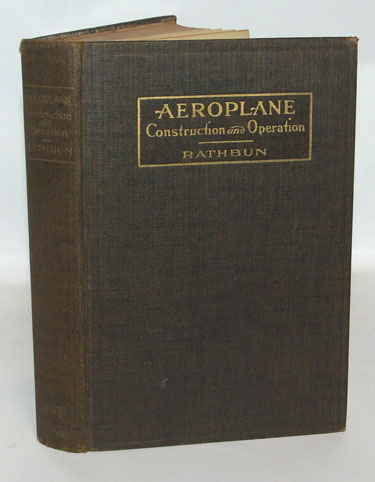 AEROPLANE
Construction and Operation
RATHBUN
AEROPLANE
Construction
and
Operation
RATHBUN